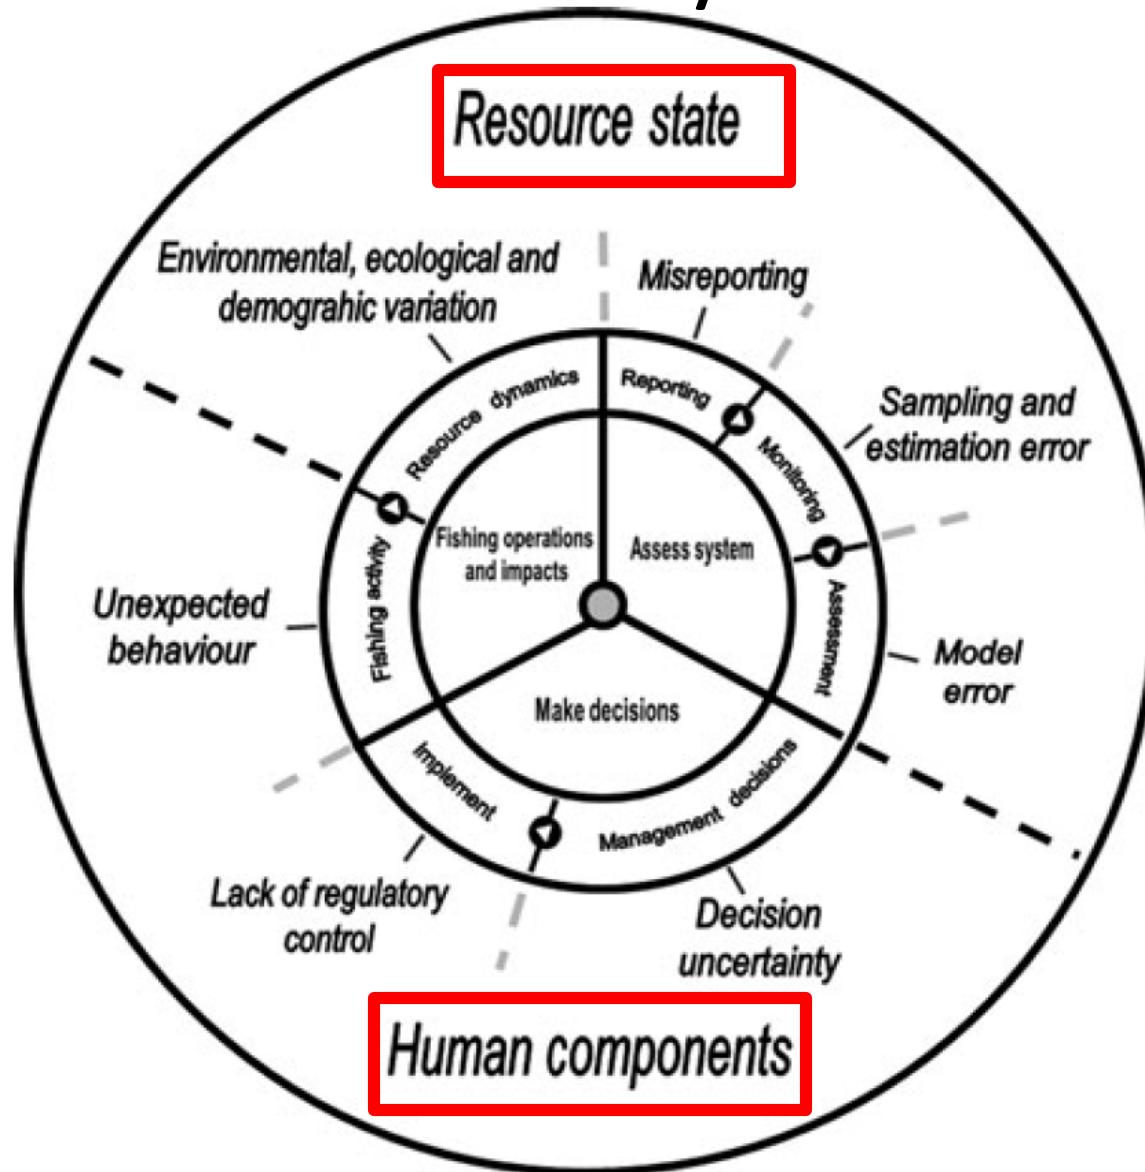 Resource state
Environmental, ecological and
demograhic variation
Misreporting
Sampling and
estimation error
Resource dynamics
Reporting
Monitoring
Fishing operations
and impacts
Assess system
Fishing activity
Assessment
Unexpected
behaviour
Model
error
Make decisions
Implement
Management decisions
Lack of regulatory
control
Decision
uncertainty
Human components